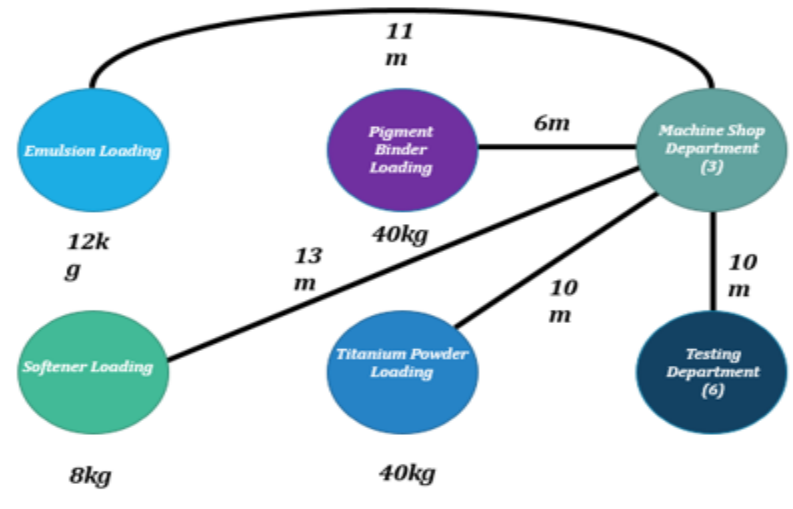 11
m
Emulsion Loading
Pigment
Binder
Loading
6m
Machine Shop
Department
(3)
12k
g
40kg
13
m
10
m
10
m
Softener Loading
Titanium Powder
Loading
Testing
Department
(6)
8kg
40kg